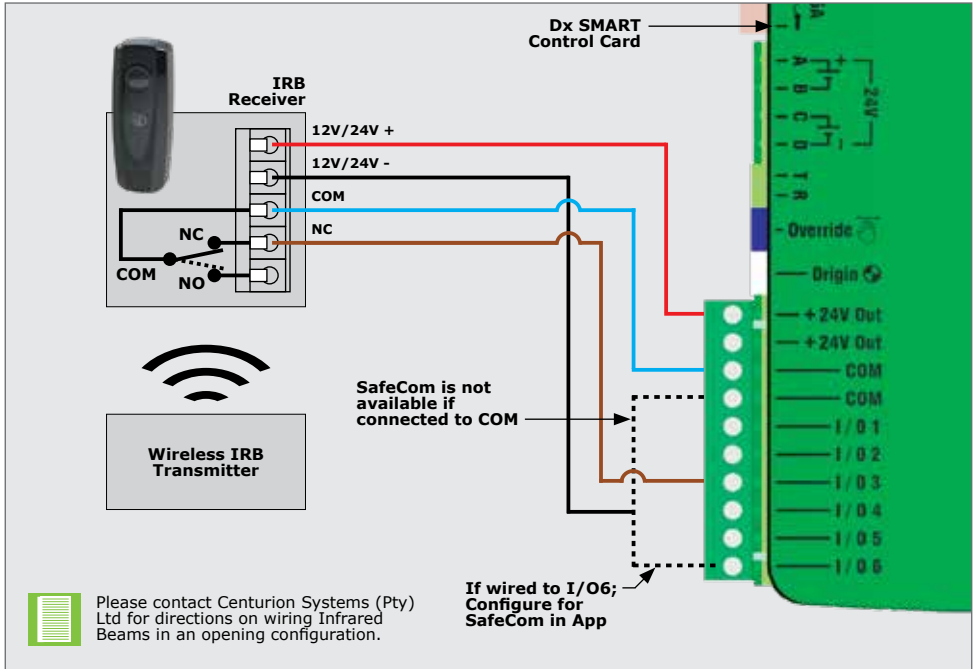 Dx SMART
Control Card
IRB
Receiver
12V/24V +
12V/24V -
COM
NC
NC
COM
NO
A
+
B
C
D
-
24V
T
R
Override
Origin
+ 24V Out
+ 24V Out
COM
COM
I / O 1
I / O 2
I / O 3
I / O 4
I / O 5
I / O 6
SafeCom is not
available if
connected to COM
Wireless IRB
Transmitter
If wired to I/O6;
Configure for
SafeCom in App
Please contact Centurion Systems (Pty)
Ltd for directions on wiring Infrared
Beams in an opening configuration.